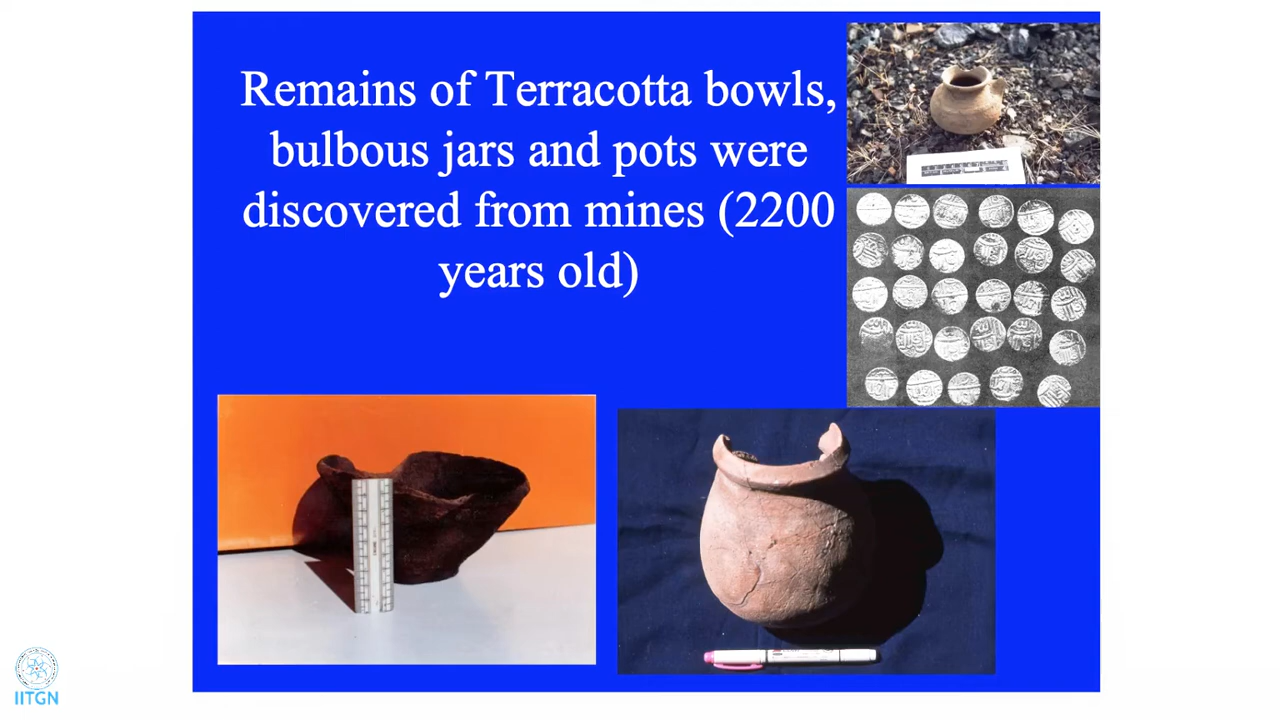 Remains of Terracotta bowls,
bulbous jars and pots were
discovered from mines (2200
years old)
IITGN